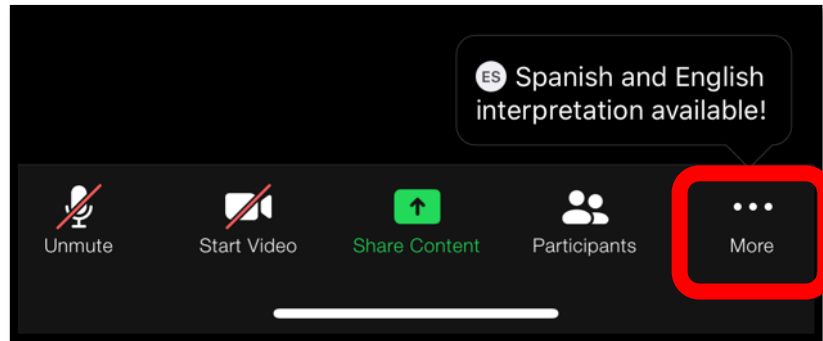 ES Spanish and English
interpretation available!
Unmute
Start Video
Share Content
Participants
More